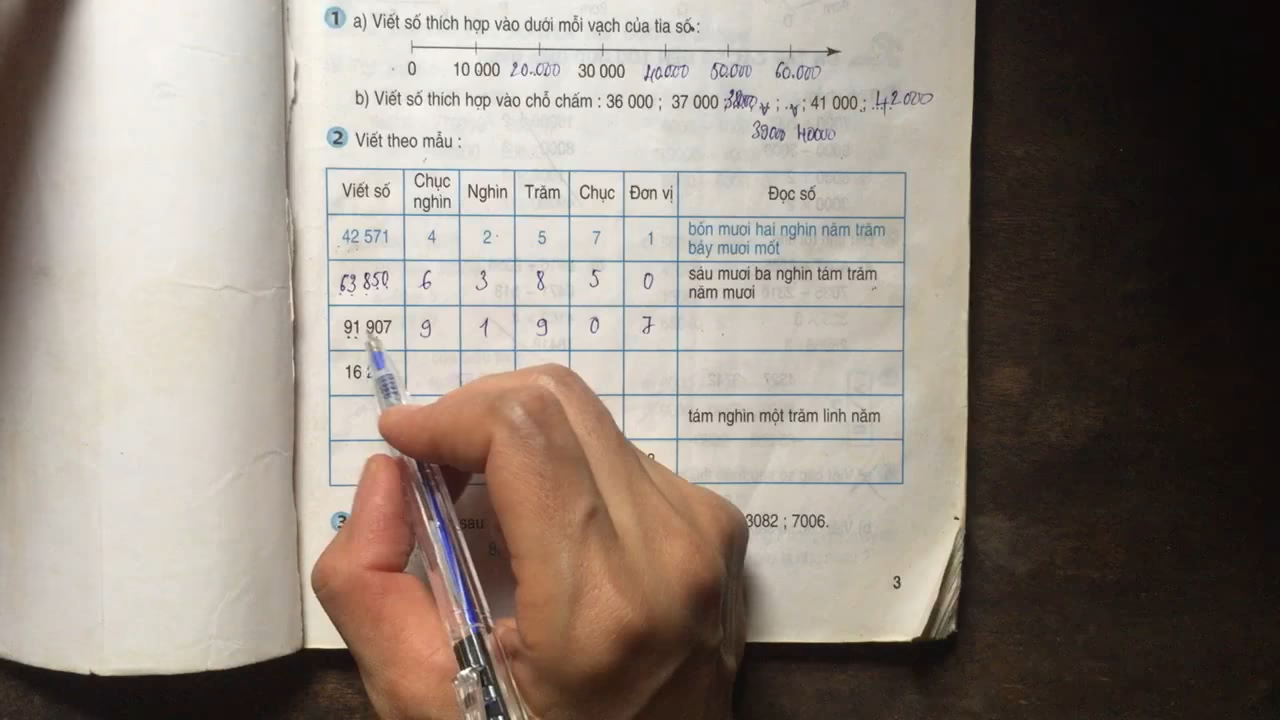 1 a) Viết số thích hợp vào dưới mỗi vạch của tia số :
0 10 000 20.000 30 000 40.000 50.000 60.000
b) Viết số thích hợp vào chỗ chấm : 36 000 ; 37 000 ; ; ; 41 000 ; 42000
39000 40000
2 Viết theo mẫu :
Viết số Chục nghìn Nghìn Trăm Chục Đơn vị Đọc số
42 571 4 2 5 7 1 bốn mươi hai nghìn năm trăm
bảy mươi mốt
63 850 6 3 8 5 0 sáu mươi ba nghìn tám trăm
năm mươi
91 907 9 1 9 0 7
16
tám nghìn một trăm linh năm
3 sau 3082 ; 7006.
3